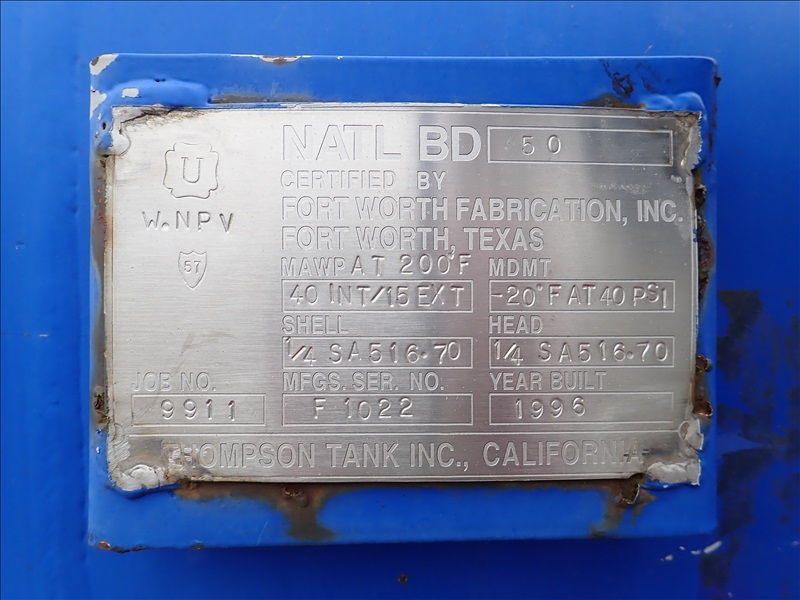 NATL BD 50
U
CERTIFIED BY
W.NPV
FORT WORTH FABRICATION, INC.
FORT WORTH, TEXAS
57
MAWP AT 200°F MDMT
40 INT/15 EXT -20°F AT 40 PSI
SHELL HEAD
1/4 SA516.70 1/4 SA516.70
JOB NO. MFGS. SER. NO. YEAR BUILT
9911 F1022 1996
THOMPSON TANK INC., CALIFORNIA